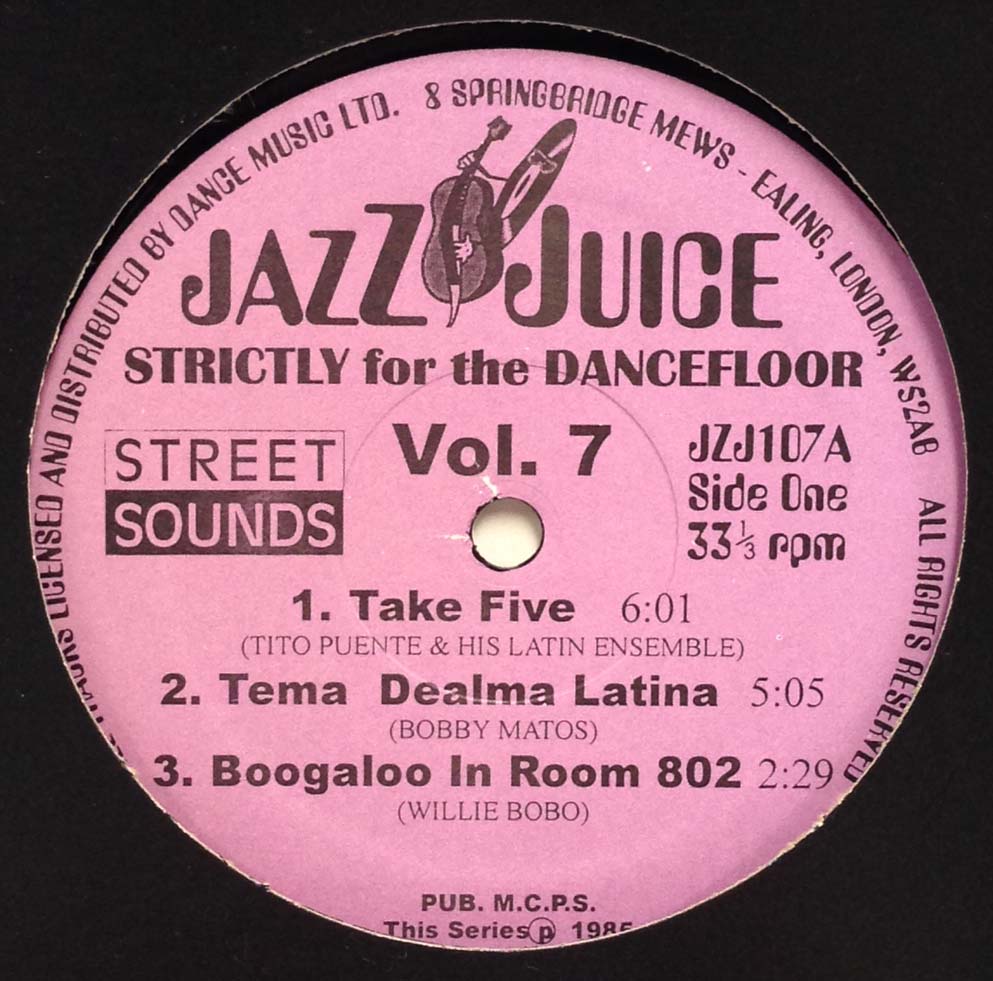 LICENSED AND DISTRIBUTED BY DANCE MUSIC LTD. 8 SPRINGBRIDGE MEWS - EALING, LONDON, W52AB ALL RIGHTS RESERVED
JAZZ JUICE
STRICTLY for the DANCEFLOOR
STREET
SOUNDS
Vol. 7
JZJ107A
Side One
33⅓ rpm
1. Take Five 6:01
(TITO PUENTE & HIS LATIN ENSEMBLE)
2. Tema Dealma Latina 5:05
(BOBBY MATOS)
3. Boogaloo In Room 802 2:29
(WILLIE BOBO)
PUB. M.C.P.S.
This Series ℗ 1985